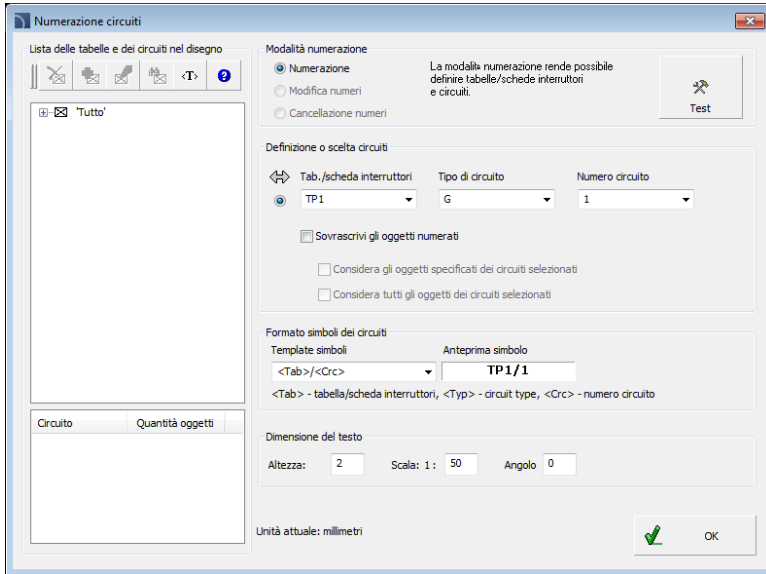 Numerazione circuiti
Lista delle tabelle e dei circuiti nel disegno
<T>
?
'Tutto'
Circuito Quantità oggetti
Modalità numerazione
Numerazione
Modifica numeri
Cancellazione numeri
La modalità numerazione rende possibile
definire tabelle/schede interruttori
e circuiti.
Test
Definizione o scelta circuiti
Tab./scheda interruttori Tipo di circuito Numero circuito
TP1 G 1
Sovrascrivi gli oggetti numerati
Considera gli oggetti specificati dei circuiti selezionati
Considera tutti gli oggetti dei circuiti selezionati
Formato simboli dei circuiti
Template simboli Anteprima simbolo
<Tab>/<Crc> TP1/1
<Tab> - tabella/scheda interruttori, <Typ> - circuit type, <Crc> - numero circuito
Dimensione del testo
Altezza: 2 Scala: 1 : 50 Angolo 0
Unità attuale: milimetri
OK